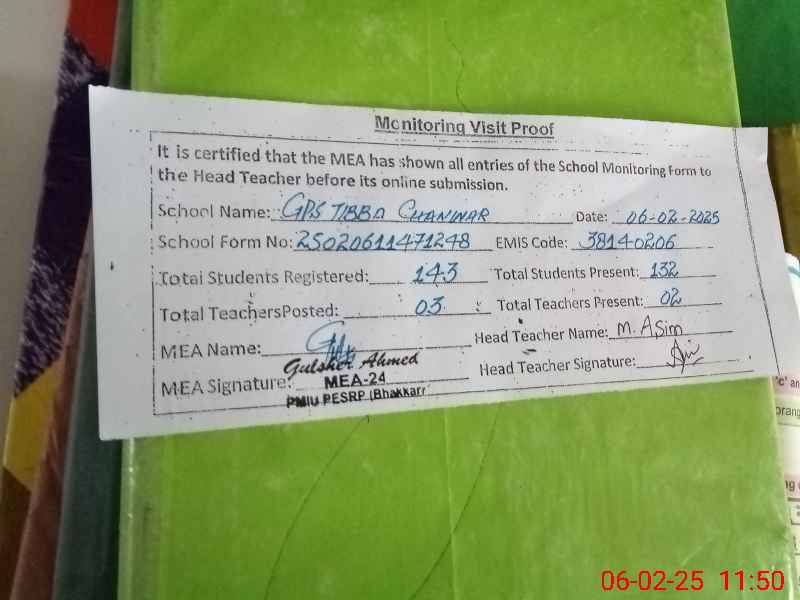 Monitoring Visit Proof
It is certified that the MEA has shown all entries of the School Monitoring Form to
the Head Teacher before its online submission.
School Name: GPS TIBBA CHANWAR Date: 06-02-2025
School Form No: 25020611471248 EMIS Code: 38140206
Total Students Registered: 143 Total Students Present: 132
Total TeachersPosted: 03 Total Teachers Present: 02
MEA Name: Head Teacher Name: M. ASim
MEA Signature: Head Teacher Signature:
Gulsher Ahmed
MEA-24
PMIU PESRP (Bhakkar)
'c' an
orang
06-02-25 11:50